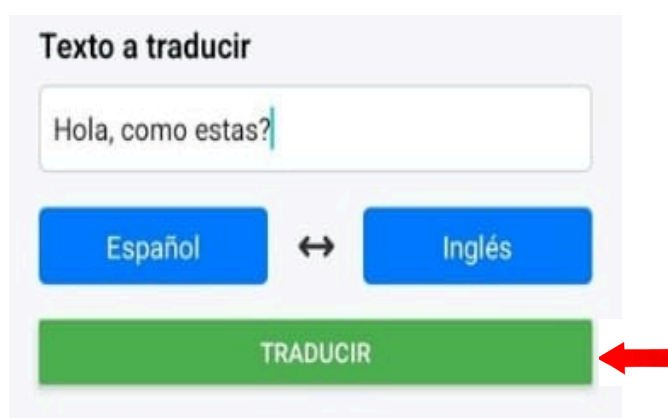 Texto a traducir
Hola, como estas?
Español ↔ Inglés
TRADUCIR